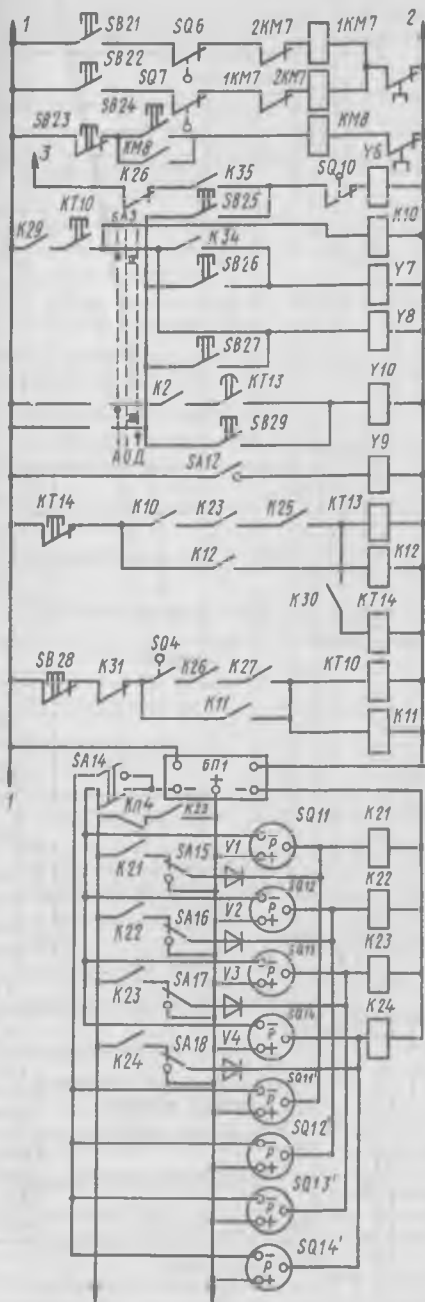 1 2
SB21 SQ6 2KM7 1KM7
SB22 SQ7 1KM7 2KM7
SB23 SB24 KM8 KM8
3 K26 K35 SQ10 Y6
SB25
K29 KT10 K34 K10
SB26 Y7
Y8
SB27
K2 KT13 Y10
SB29
А О Д SA12 Y9
KT14 K10 K23 K25 KT13
K12 K12
K30 KT14
SQ4
SB28 K31 K26 K27 KT10
K11 K11
SA14 БП1
1 + − −
КЛ4 K23 SQ11 K21
K21 SA15 V1 − P +
SQ12 K22
K22 SA16 V2 − P +
SQ13 K23
K23 SA17 V3 − P +
SQ14 K24
K24 SA18 V4 − P +
SQ11' − P +
SQ12' − P +
SQ13' − P +
SQ14' − P +